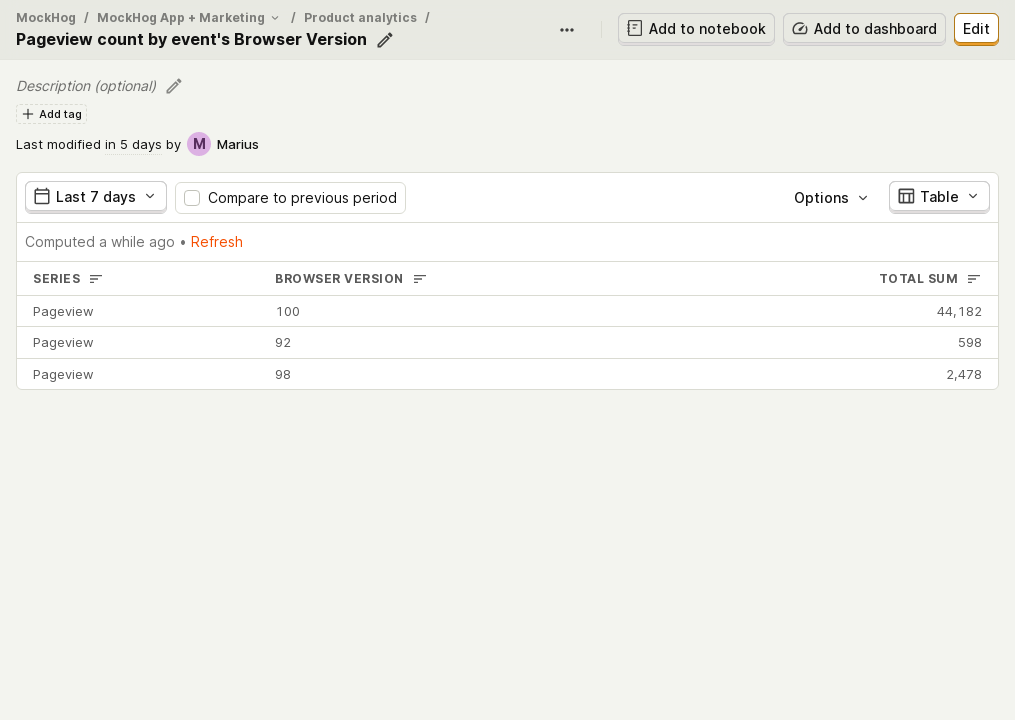 MockHog / MockHog App + Marketing / Product analytics /
Pageview count by event's Browser Version
Add to notebook
Add to dashboard
Edit
Description (optional)
Add tag
Last modified in 5 days by M Marius
Last 7 days
Compare to previous period
Options
Table
Computed a while ago • Refresh
SERIES BROWSER VERSION TOTAL SUM
Pageview 100 44,182
Pageview 92 598
Pageview 98 2,478